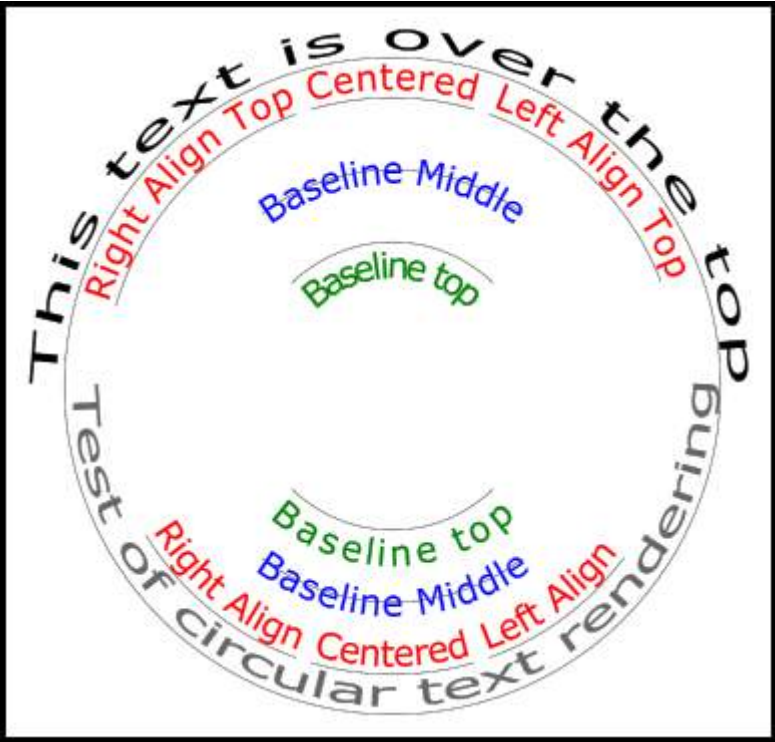 This text is over the top
Right Align Top
Centered
Left Align Top
Baseline Middle
Baseline top
Baseline top
Baseline Middle
Right Align
Centered
Left Align
Test of circular text rendering